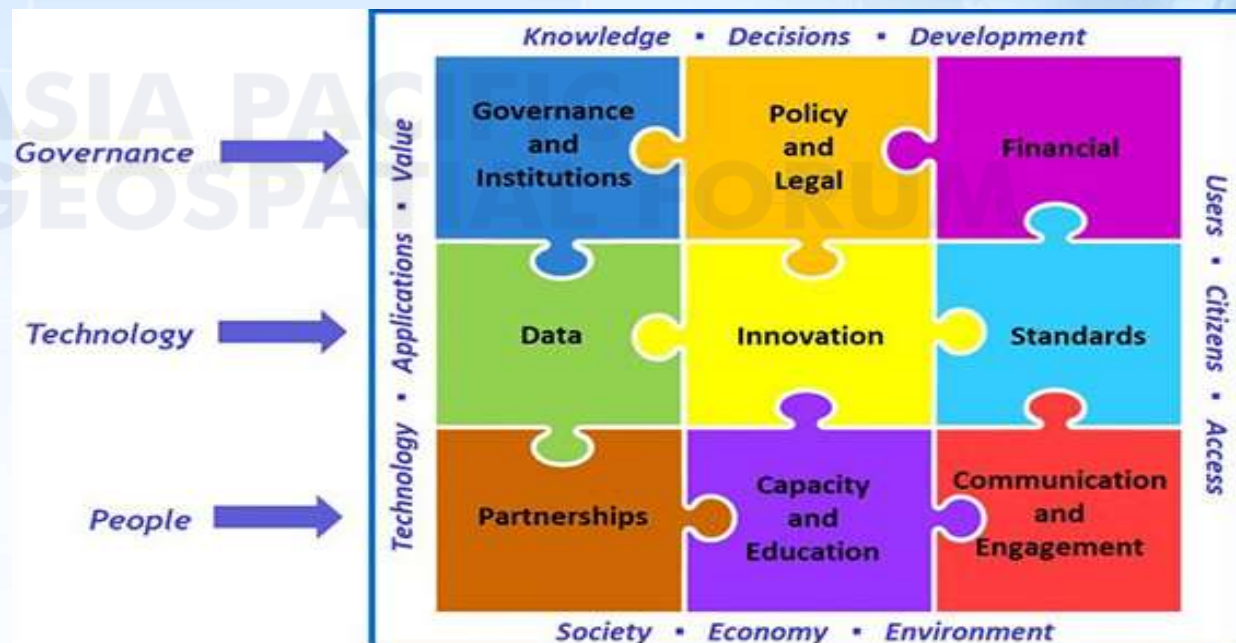 Knowledge ▪ Decisions ▪ Development
ASIA PACIFIC
GEOSPATIAL FORUM
Governance
Technology ▪ Applications ▪ Value
Governance
and
Institutions
Policy
and
Legal
Financial
Users ▪ Citizens ▪ Access
Technology
Data
Innovation
Standards
People
Partnerships
Capacity
and
Education
Communication
and
Engagement
Society ▪ Economy ▪ Environment